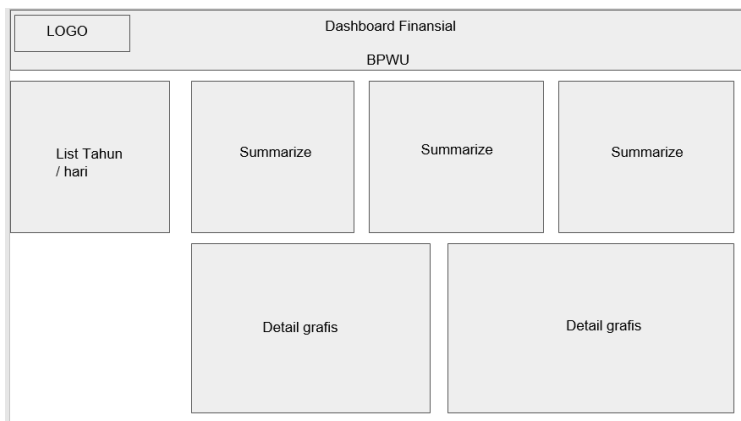 LOGO
Dashboard Finansial
BPWU
List Tahun
/ hari
Summarize
Summarize
Summarize
Detail grafis
Detail grafis